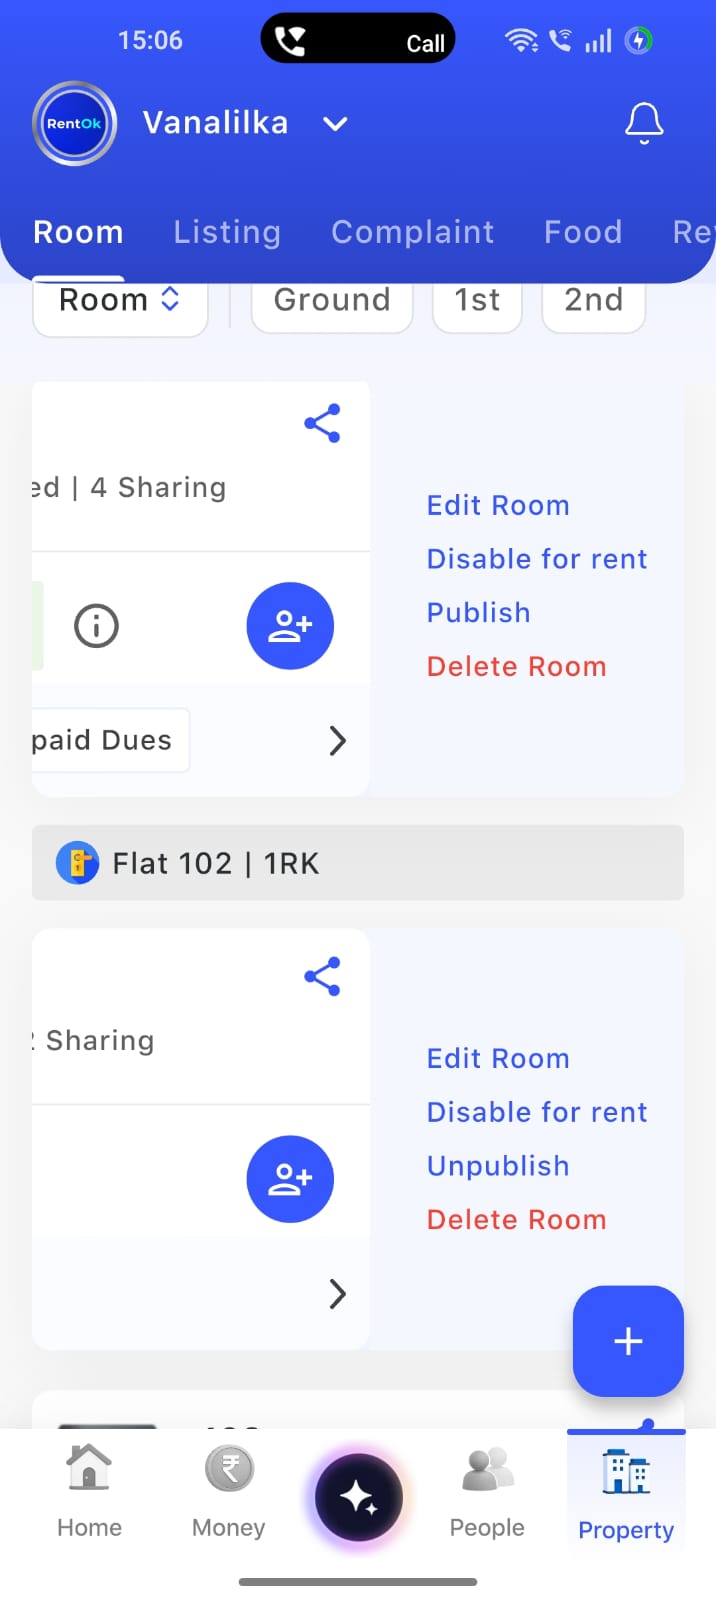 15:06
Call
RentOk
Vanalilka
Room Listing Complaint Food Re
Room Ground 1st 2nd
ed | 4 Sharing
Edit Room
Disable for rent
Publish
Delete Room
paid Dues
Flat 102 | 1RK
Sharing
Edit Room
Disable for rent
Unpublish
Delete Room
Home Money People Property